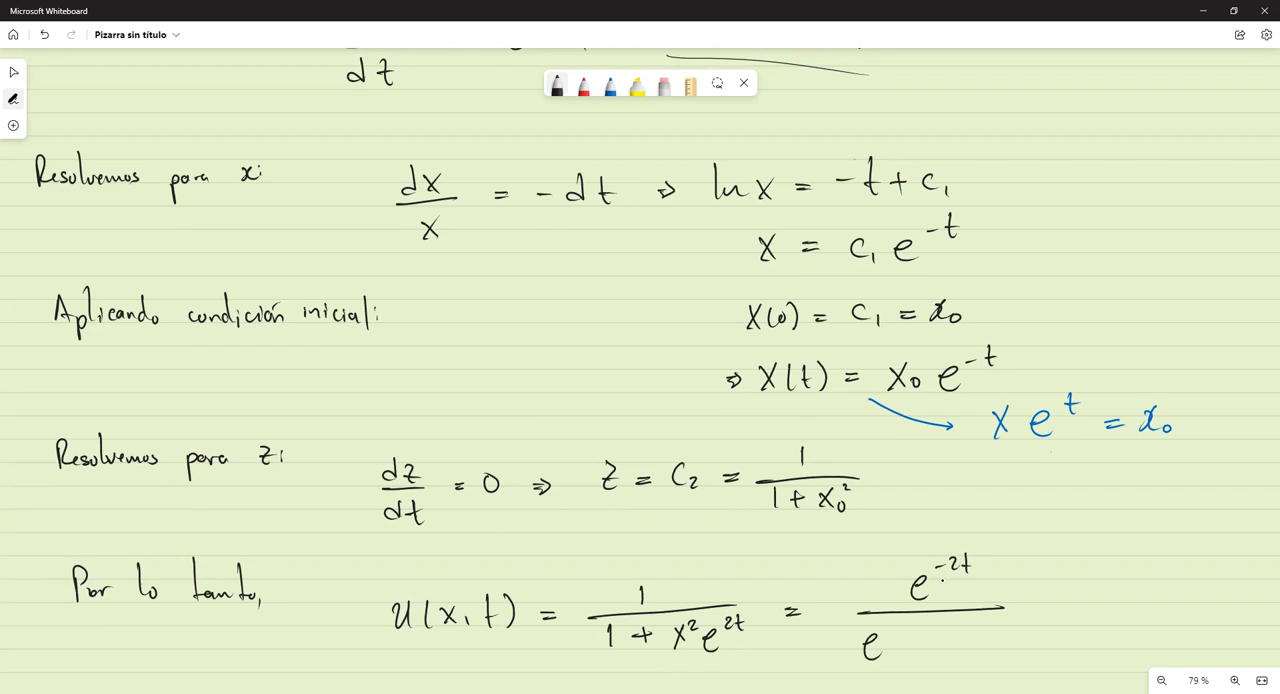 Microsoft Whiteboard
Pizarra sin título
dt
Resolvemos para x: dx/x = - dt ⇒ ln x = -t + c₁
x = c₁ e^{-t}
Aplicando condición inicial: x(0) = c₁ = x₀
⇒ x(t) = x₀ e^{-t}
x e^{t} = x₀
Resolvemos para z: dz/dt = 0 ⇒ z = c₂ = 1/(1 + x₀²)
Por lo tanto, u(x,t) = 1/(1 + x² e^{2t}) = e^{-2t}/e
79 %